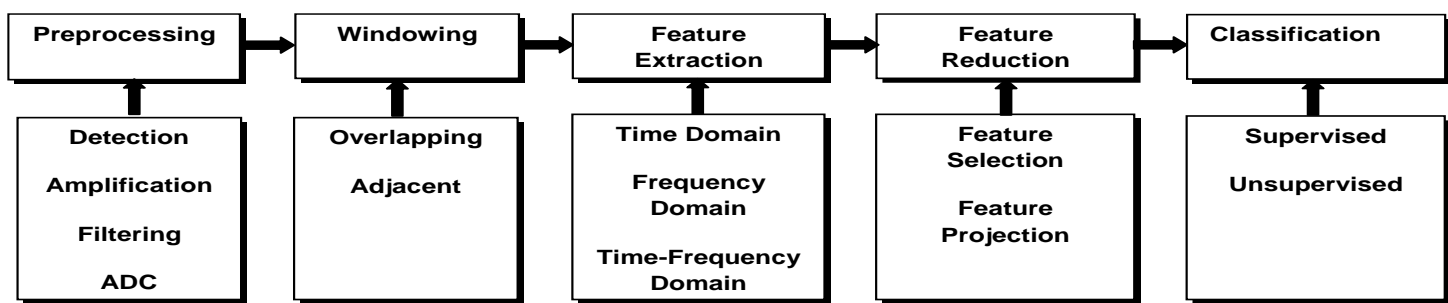 Preprocessing
Windowing
Feature
Extraction
Feature
Reduction
Classification
Detection
Amplification
Filtering
ADC
Overlapping
Adjacent
Time Domain
Frequency
Domain
Time-Frequency
Domain
Feature
Selection
Feature
Projection
Supervised
Unsupervised